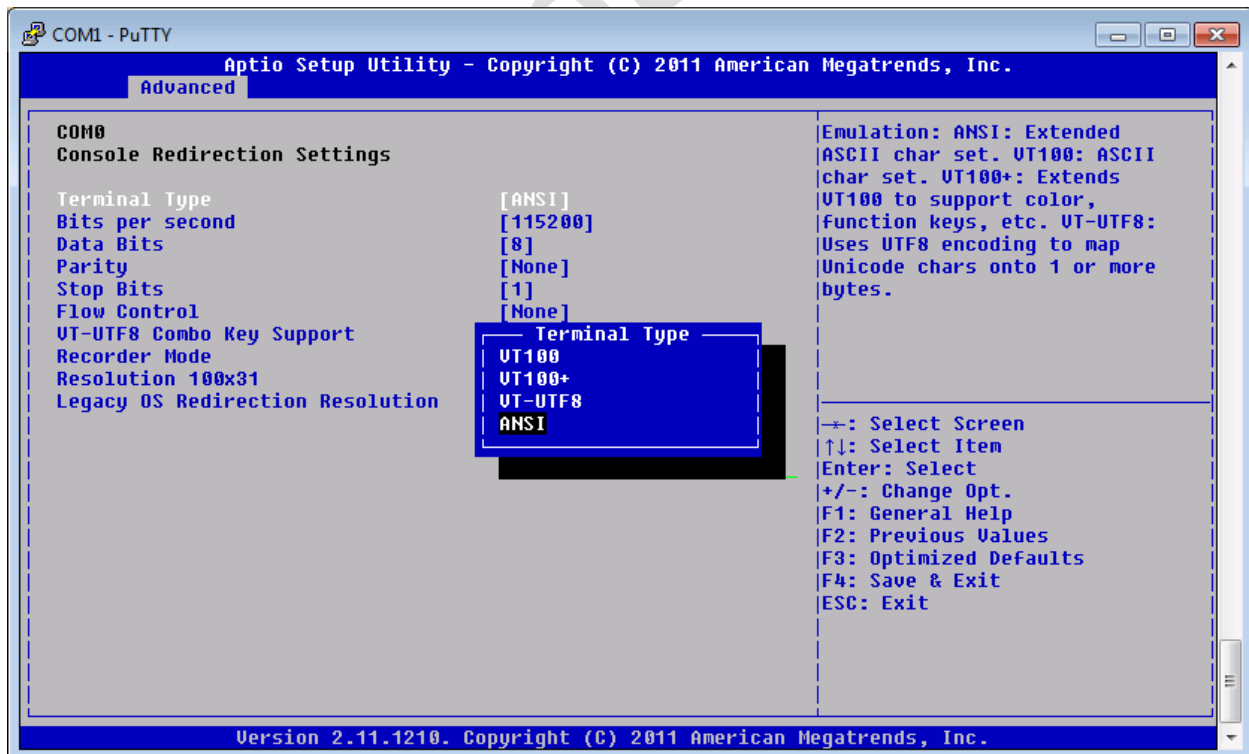 COM1 - PuTTY
Aptio Setup Utility - Copyright (C) 2011 American Megatrends, Inc.
Advanced
COM0
Console Redirection Settings
Terminal Type [ANSI]
Bits per second [115200]
Data Bits [8]
Parity [None]
Stop Bits [1]
Flow Control [None]
VT-UTF8 Combo Key Support
Recorder Mode
Resolution 100x31
Legacy OS Redirection Resolution
Terminal Type
VT100
VT100+
VT-UTF8
ANSI
Emulation: ANSI: Extended
ASCII char set. VT100: ASCII
char set. VT100+: Extends
VT100 to support color,
function keys, etc. VT-UTF8:
Uses UTF8 encoding to map
Unicode chars onto 1 or more
bytes.
→←: Select Screen
↑↓: Select Item
Enter: Select
+/-: Change Opt.
F1: General Help
F2: Previous Values
F3: Optimized Defaults
F4: Save & Exit
ESC: Exit
Version 2.11.1210. Copyright (C) 2011 American Megatrends, Inc.